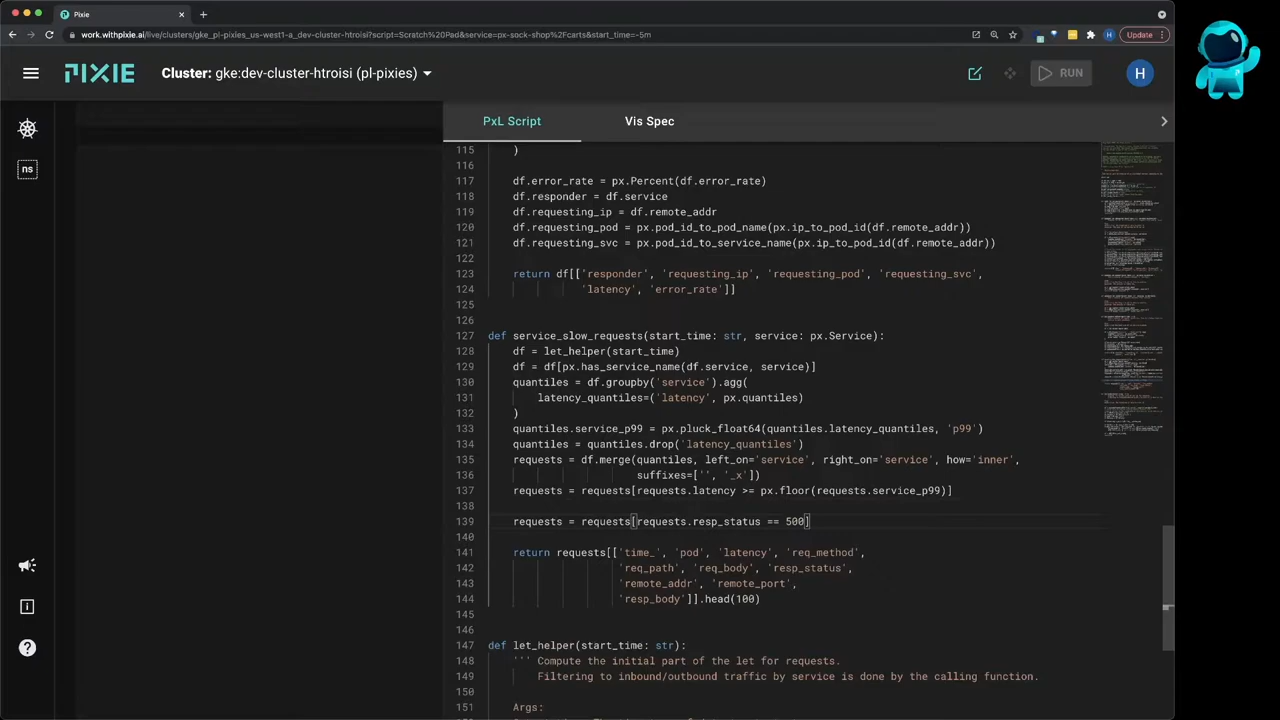 Pixie
work.withpixie.ai/live/clusters/gke_pl-pixies_us-west1-a_dev-cluster-htroisi?script=Scratch%20Pad&service=px-sock-shop%2Fcarts&start_time=-5m
H
Update
PIXIE
Cluster: gke:dev-cluster-htroisi (pl-pixies)
RUN
H
ns
PxL Script
Vis Spec
115 )
116
117 df.error_rate = px.Percent(df.error_rate)
118 df.responder = df.service
119 df.requesting_ip = df.remote_addr
120 df.requesting_pod = px.pod_id_to_pod_name(px.ip_to_pod_id(df.remote_addr))
121 df.requesting_svc = px.pod_id_to_service_name(px.ip_to_pod_id(df.remote_addr))
122
123 return df[['responder', 'requesting_ip', 'requesting_pod', 'requesting_svc',
124 'latency', 'error_rate']]
125
126
127 def service_slow_requests(start_time: str, service: px.Service):
128 df = let_helper(start_time)
129 df = df[px.has_service_name(df.service, service)]
130 quantiles = df.groupby('service').agg(
131 latency_quantiles=('latency', px.quantiles)
132 )
133 quantiles.service_p99 = px.pluck_float64(quantiles.latency_quantiles, 'p99')
134 quantiles = quantiles.drop('latency_quantiles')
135 requests = df.merge(quantiles, left_on='service', right_on='service', how='inner',
136 suffixes=['', '_x'])
137 requests = requests[requests.latency >= px.floor(requests.service_p99)]
138
139 requests = requests[requests.resp_status == 500]
140
141 return requests[['time_', 'pod', 'latency', 'req_method',
142 'req_path', 'req_body', 'resp_status',
143 'remote_addr', 'remote_port',
144 'resp_body']].head(100)
145
146
147 def let_helper(start_time: str):
148 ''' Compute the initial part of the let for requests.
149 Filtering to inbound/outbound traffic by service is done by the calling function.
150
151 Args: